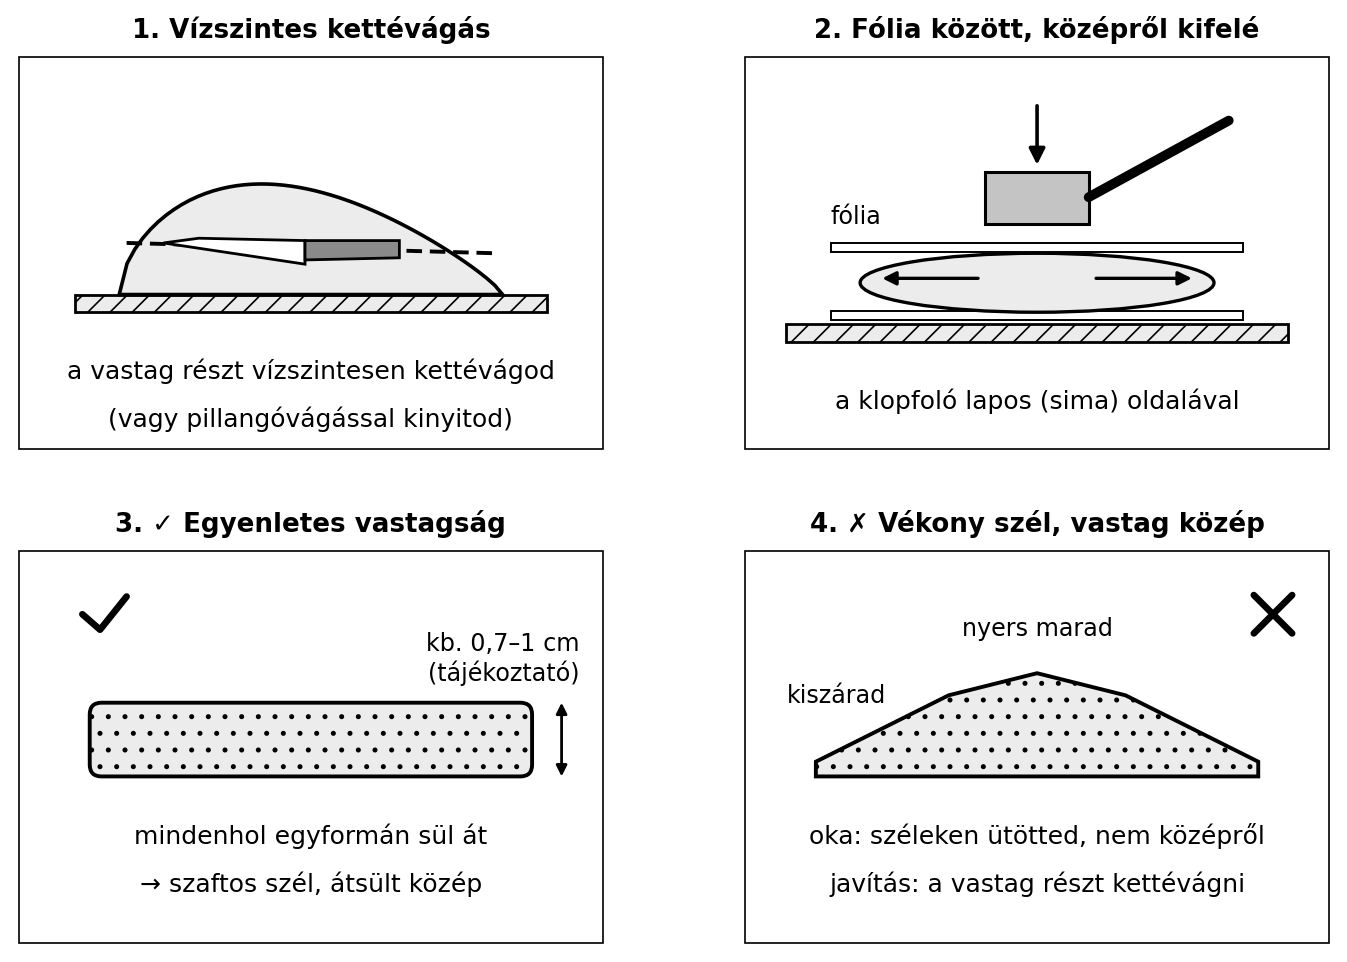 1. Vízszintes kettévágás
a vastag részt vízszintesen kettévágod
(vagy pillangóvágással kinyitod)
2. Fólia között, középről kifelé
fólia
a klopfoló lapos (sima) oldalával
3. ✓ Egyenletes vastagság
kb. 0,7–1 cm
(tájékoztató)
mindenhol egyformán sül át
→ szaftos szél, átsült közép
4. ✗ Vékony szél, vastag közép
nyers marad
kiszárad
oka: széleken ütötted, nem középről
javítás: a vastag részt kettévágni